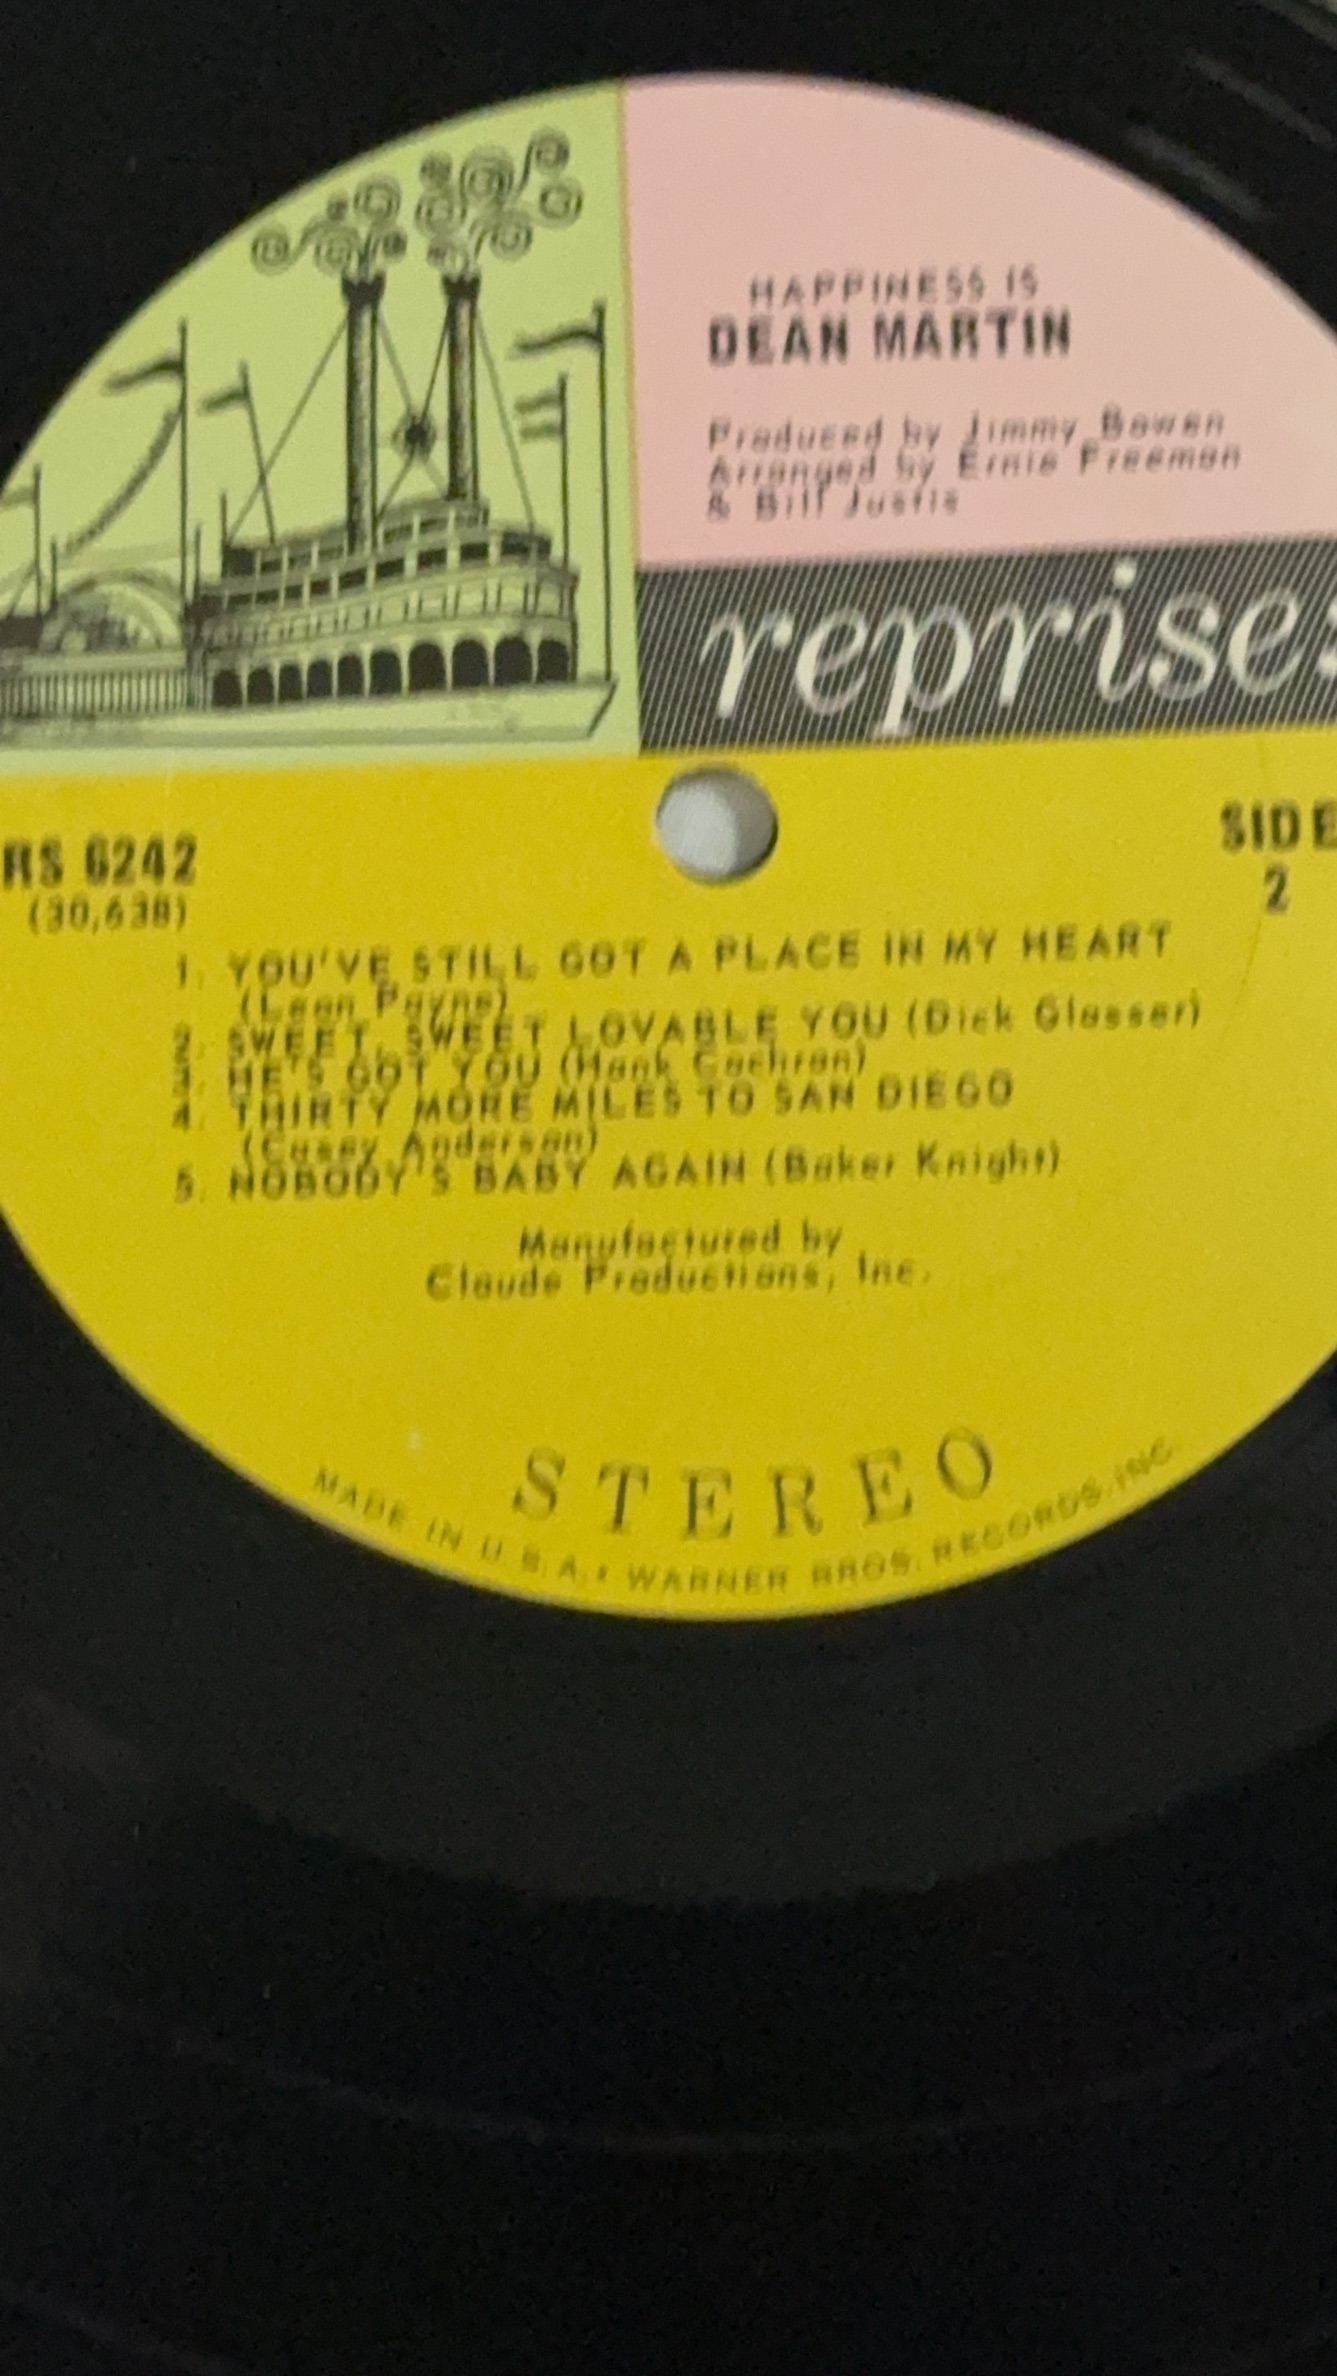 HAPPINESS IS
DEAN MARTIN
Produced by Jimmy Bowen
Arranged by Ernie Freeman
& Bill Justis
reprise:
RS 6242
(30,638)
SIDE
2
1. YOU'VE STILL GOT A PLACE IN MY HEART
(Leon Payne)
2. SWEET, SWEET LOVABLE YOU (Dick Glasser)
3. HE'S GOT YOU (Hank Cochran)
4. THIRTY MORE MILES TO SAN DIEGO
(Casey Anderson)
5. NOBODY'S BABY AGAIN (Baker Knight)
Manufactured by
Claude Productions, Inc.
STEREO
MADE IN U.S.A. • WARNER BROS. RECORDS, INC.